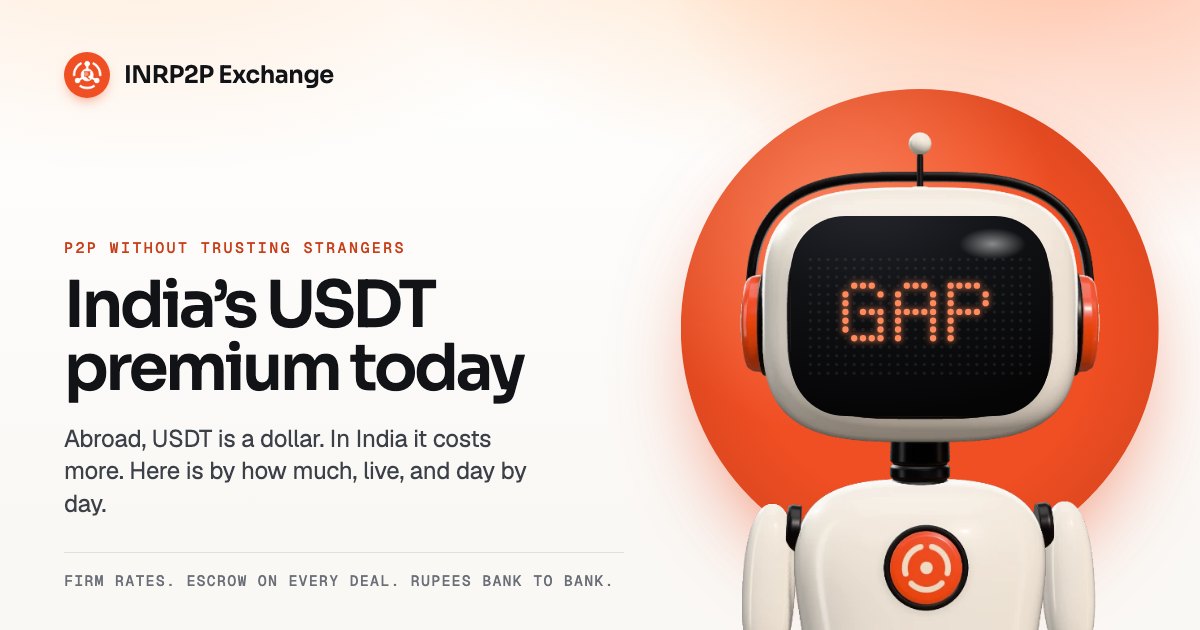 INRP2P Exchange
P2P WITHOUT TRUSTING STRANGERS
India’s USDT
premium today
Abroad, USDT is a dollar. In India it costs
more. Here is by how much, live, and day by
day.
FIRM RATES. ESCROW ON EVERY DEAL. RUPEES BANK TO BANK.
GAP